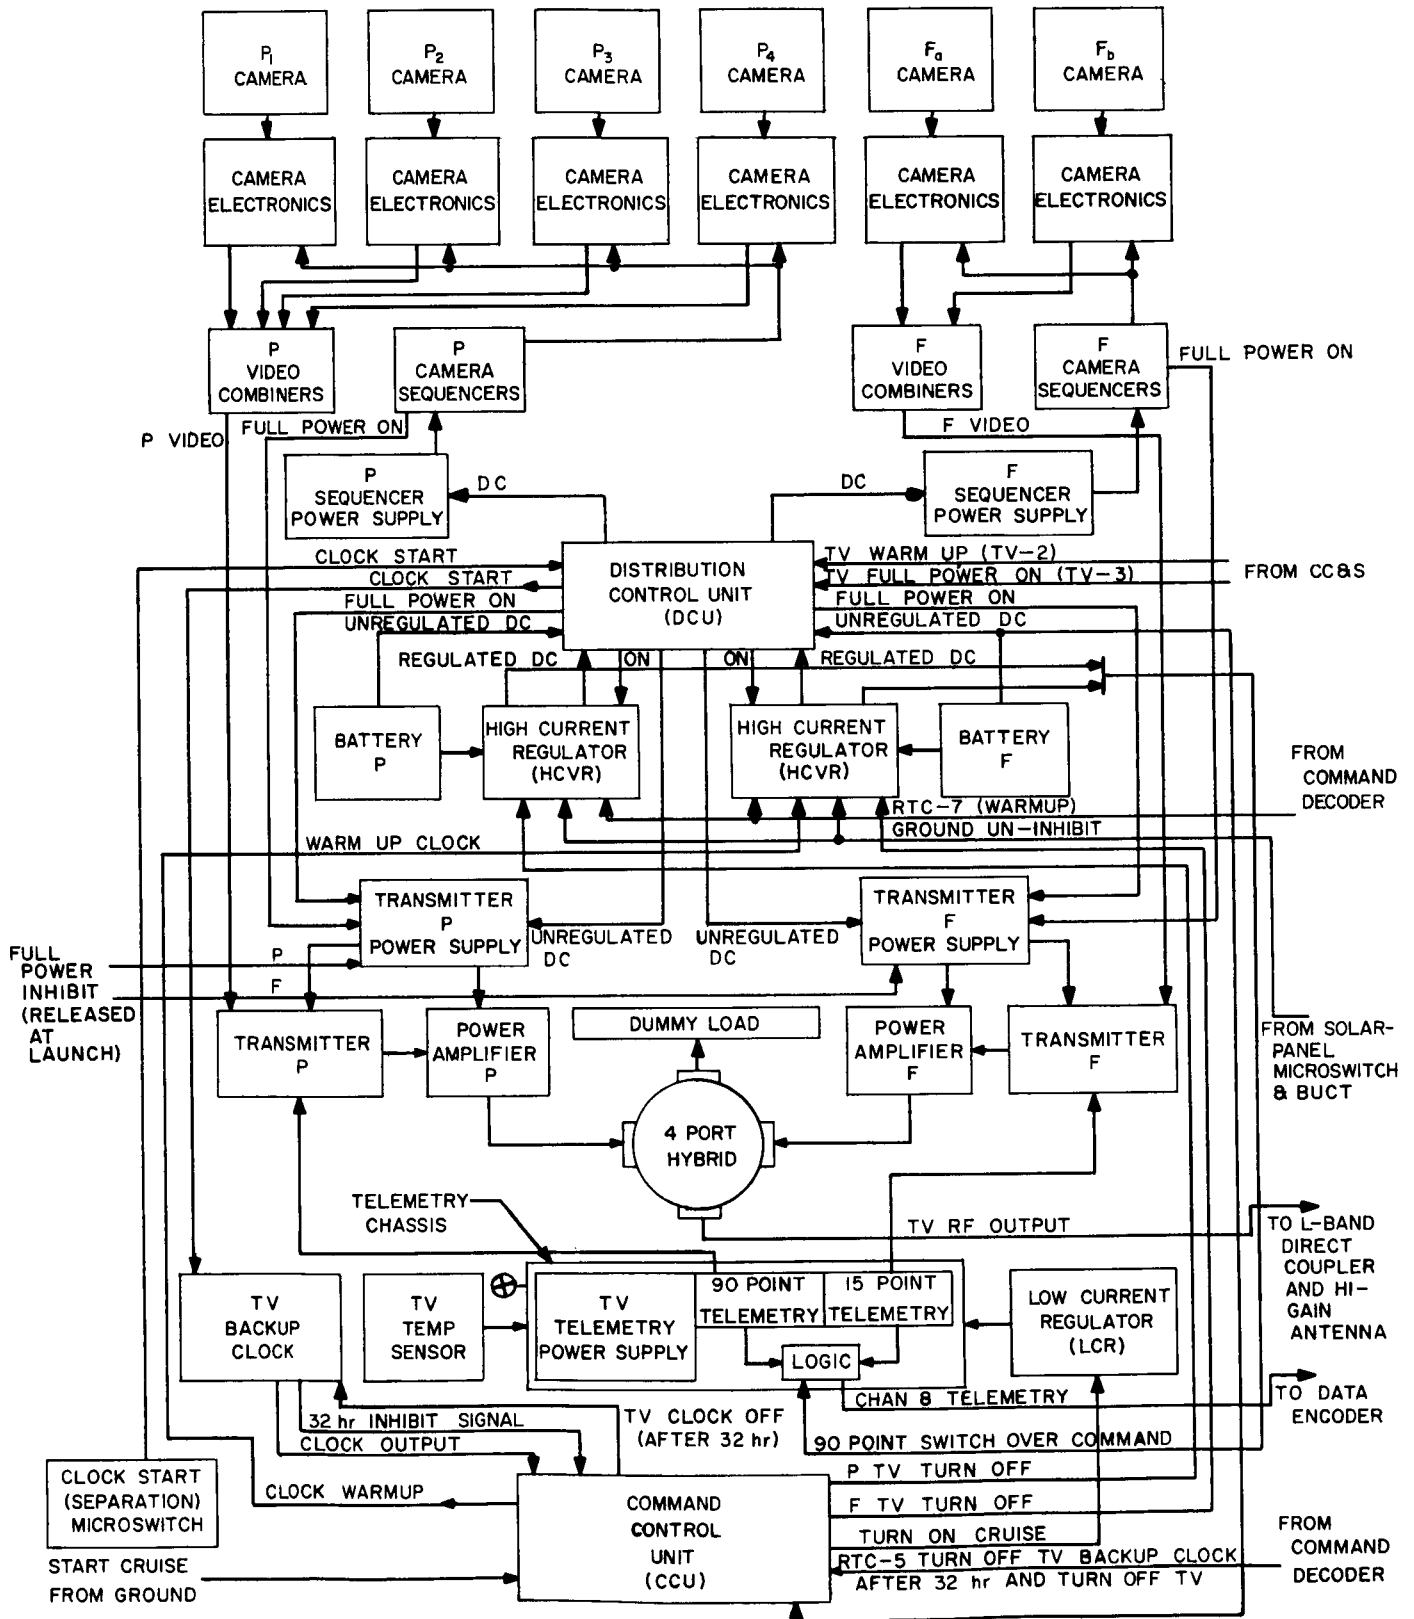 P1
CAMERA
P2
CAMERA
P3
CAMERA
P4
CAMERA
Fa
CAMERA
Fb
CAMERA
CAMERA
ELECTRONICS
CAMERA
ELECTRONICS
CAMERA
ELECTRONICS
CAMERA
ELECTRONICS
CAMERA
ELECTRONICS
CAMERA
ELECTRONICS
P
VIDEO
COMBINERS
P
CAMERA
SEQUENCERS
F
VIDEO
COMBINERS
F
CAMERA
SEQUENCERS
FULL POWER ON
P VIDEO
FULL POWER ON
F VIDEO
P
SEQUENCER
POWER SUPPLY
DC
DC
F
SEQUENCER
POWER SUPPLY
CLOCK START
CLOCK START
FULL POWER ON
UNREGULATED DC
DISTRIBUTION
CONTROL UNIT
(DCU)
TV WARM UP (TV-2)
TV FULL POWER ON (TV-3)
FULL POWER ON
UNREGULATED DC
FROM CC&S
REGULATED DC
ON
ON
REGULATED DC
BATTERY
P
HIGH CURRENT
REGULATOR
(HCVR)
HIGH CURRENT
REGULATOR
(HCVR)
BATTERY
F
FROM
COMMAND
DECODER
RTC-7 (WARMUP)
GROUND UN-INHIBIT
WARM UP CLOCK
TRANSMITTER
P
POWER SUPPLY
UNREGULATED
DC
UNREGULATED
DC
TRANSMITTER
F
POWER SUPPLY
FULL
POWER
INHIBIT
(RELEASED
AT
LAUNCH)
P
F
TRANSMITTER
P
POWER
AMPLIFIER
P
DUMMY LOAD
POWER
AMPLIFIER
F
TRANSMITTER
F
FROM SOLAR-
PANEL
MICROSWITCH
& BUCT
4 PORT
HYBRID
TELEMETRY
CHASSIS
TV RF OUTPUT
TO L-BAND
DIRECT
COUPLER
AND HI-
GAIN
ANTENNA
TV
BACKUP
CLOCK
TV
TEMP
SENSOR
TV
TELEMETRY
POWER SUPPLY
90 POINT
TELEMETRY
15 POINT
TELEMETRY
LOGIC
LOW CURRENT
REGULATOR
(LCR)
CHAN 8 TELEMETRY
TO DATA
ENCODER
32 hr INHIBIT SIGNAL
CLOCK OUTPUT
TV CLOCK OFF
(AFTER 32 hr)
90 POINT SWITCH OVER COMMAND
P TV TURN OFF
F TV TURN OFF
TURN ON CRUISE
CLOCK START
(SEPARATION)
MICROSWITCH
CLOCK WARMUP
COMMAND
CONTROL
UNIT
(CCU)
RTC-5 TURN OFF TV BACKUP CLOCK
AFTER 32 hr AND TURN OFF TV
FROM
COMMAND
DECODER
START CRUISE
FROM GROUND